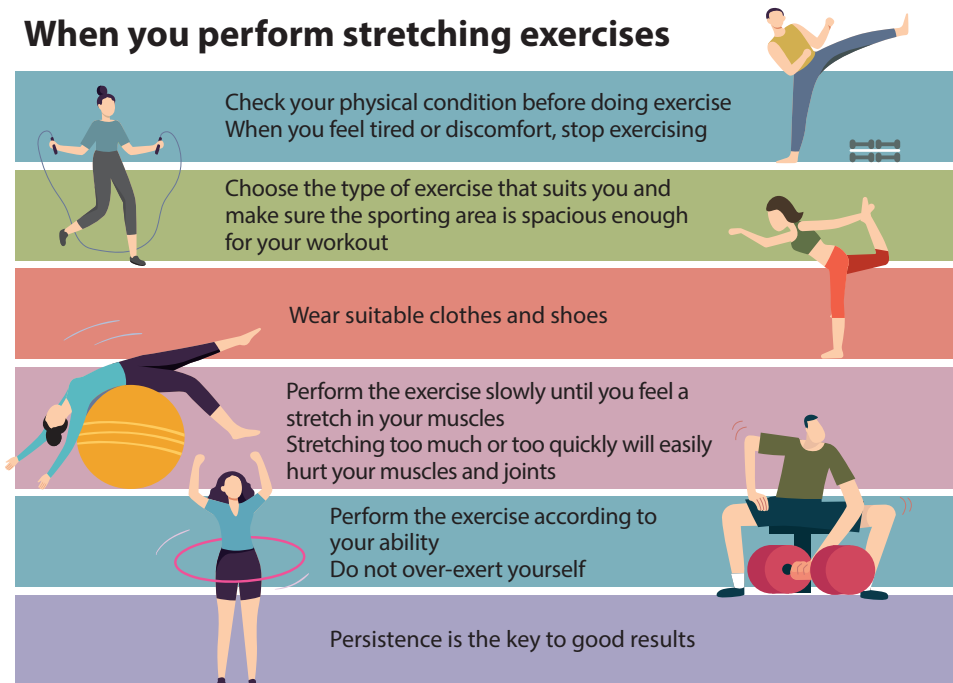 When you perform stretching exercises
Check your physical condition before doing exercise
When you feel tired or discomfort, stop exercising
Choose the type of exercise that suits you and
make sure the sporting area is spacious enough
for your workout
Wear suitable clothes and shoes
Perform the exercise slowly until you feel a
stretch in your muscles
Stretching too much or too quickly will easily
hurt your muscles and joints
Perform the exercise according to
your ability
Do not over-exert yourself
Persistence is the key to good results